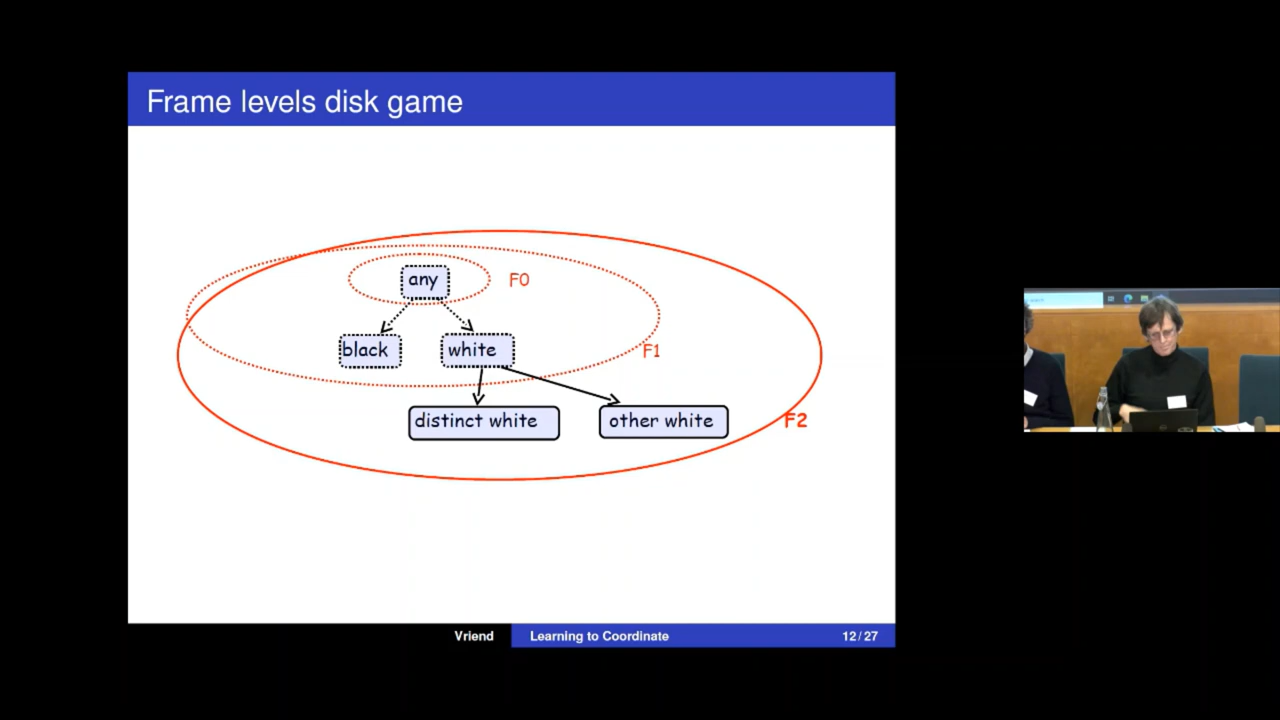 Frame levels disk game
any
F0
black
white
F1
distinct white
other white
F2
Vriend
Learning to Coordinate
12 / 27